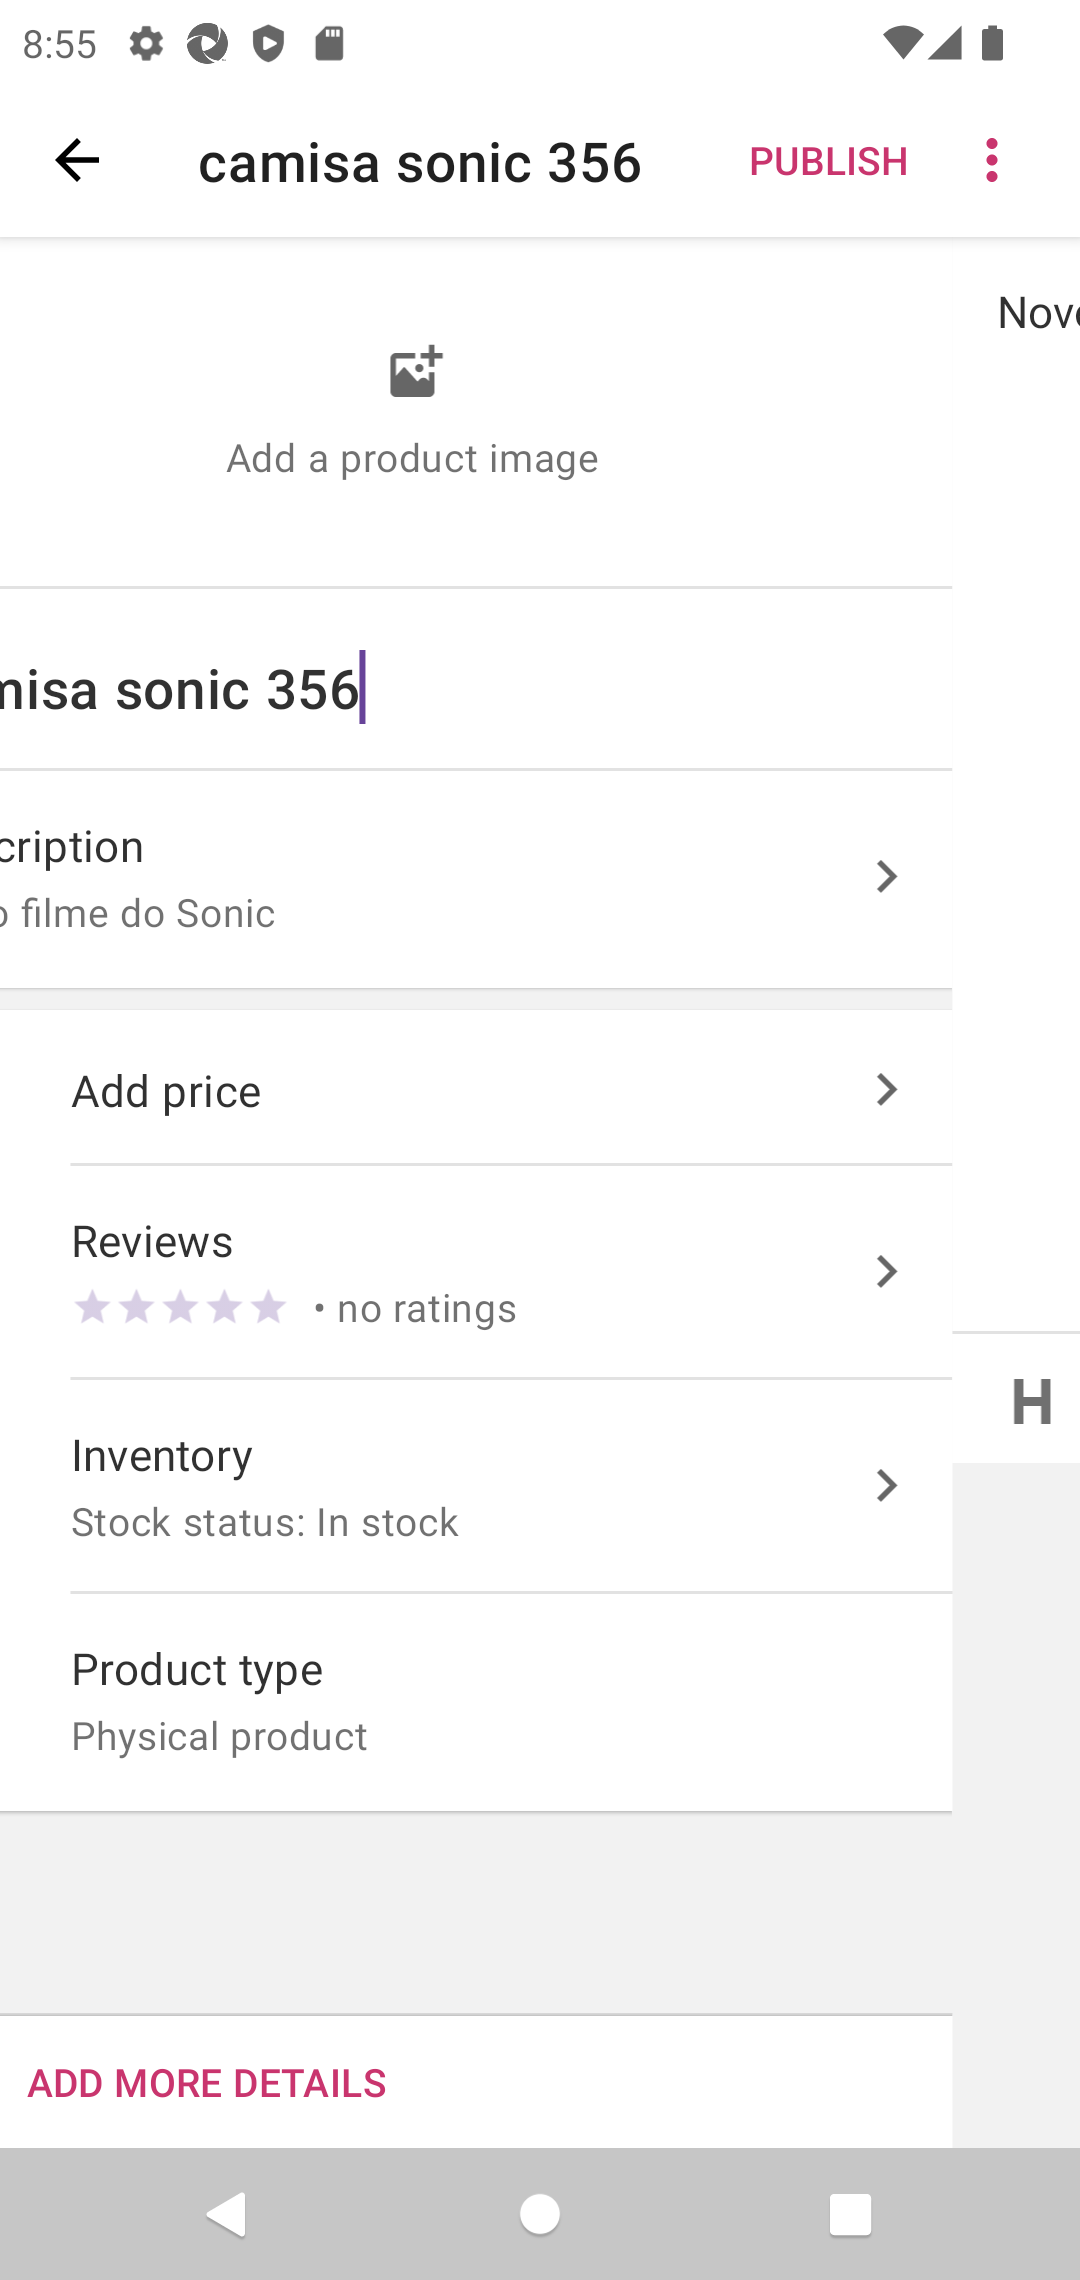 8:55
camisa sonic 356
PUBLISH
Nov
Add a product image
misa sonic 356
cription
o filme do Sonic
Add price
Reviews
• no ratings
Inventory
Stock status: In stock
H
Product type
Physical product
ADD MORE DETAILS